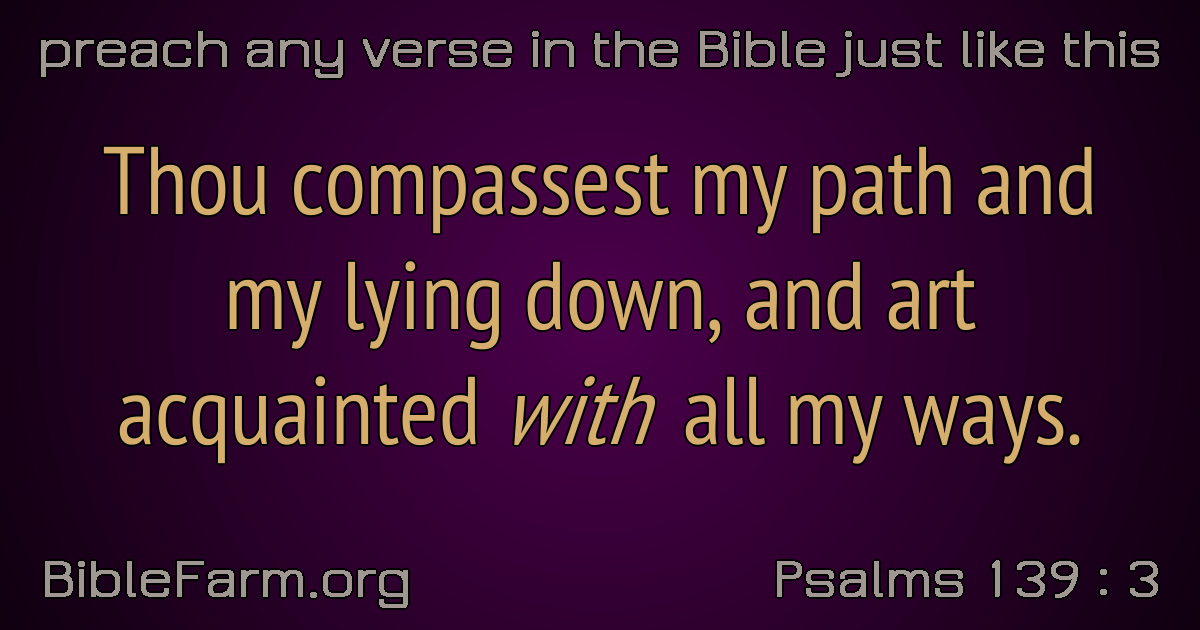 preach any verse in the Bible just like this
Thou compassest my path and
my lying down, and art
acquainted with all my ways.
BibleFarm.org
Psalms 139 : 3